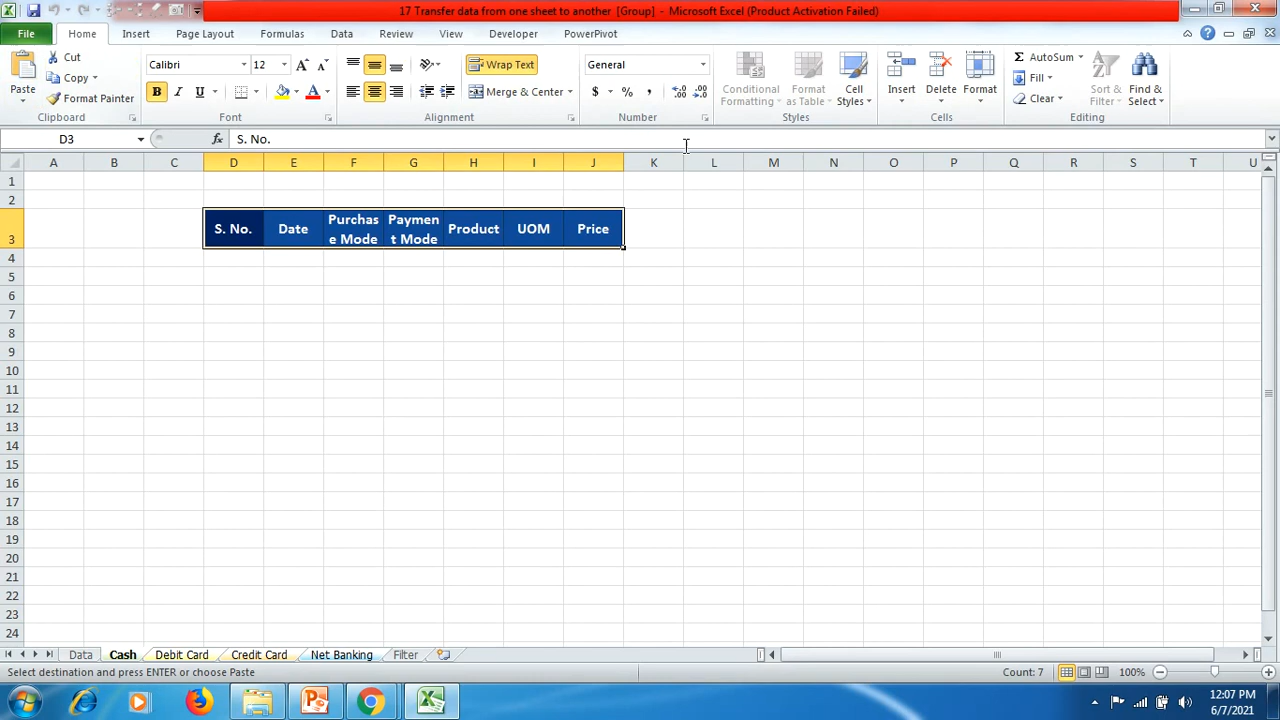 17 Transfer data from one sheet to another [Group] - Microsoft Excel (Product Activation Failed)
File Home Insert Page Layout Formulas Data Review View Developer PowerPivot
Paste
Cut
Copy
Format Painter
Clipboard
Calibri 12
B I U
Font
Wrap Text
Merge & Center
Alignment
General
$ % ,
Number
Conditional Formatting
Format as Table
Cell Styles
Styles
Insert Delete Format
Cells
AutoSum
Fill
Clear
Sort & Filter
Find & Select
Editing
D3 fx S. No.
A B C D E F G H I J K L M N O P Q R S T U
1
2
3 S. No. Date Purchas e Mode Paymen t Mode Product UOM Price
4
5
6
7
8
9
10
11
12
13
14
15
16
17
18
19
20
21
22
23
24
Data Cash Debit Card Credit Card Net Banking Filter
Select destination and press ENTER or choose Paste Count: 7 100%
12:07 PM
6/7/2021